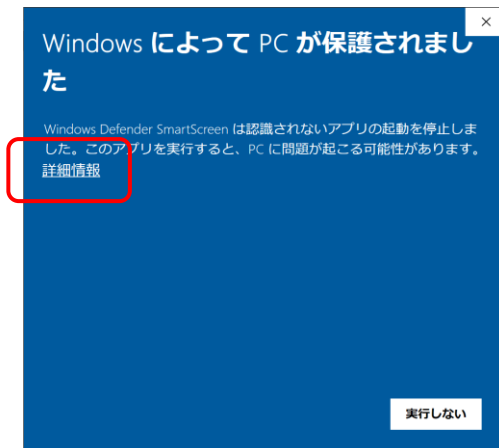 Windows によって PC が保護されまし
た
Windows Defender SmartScreen は認識されないアプリの起動を停止しま
した。このアプリを実行すると、PC に問題が起こる可能性があります。
詳細情報
実行しない